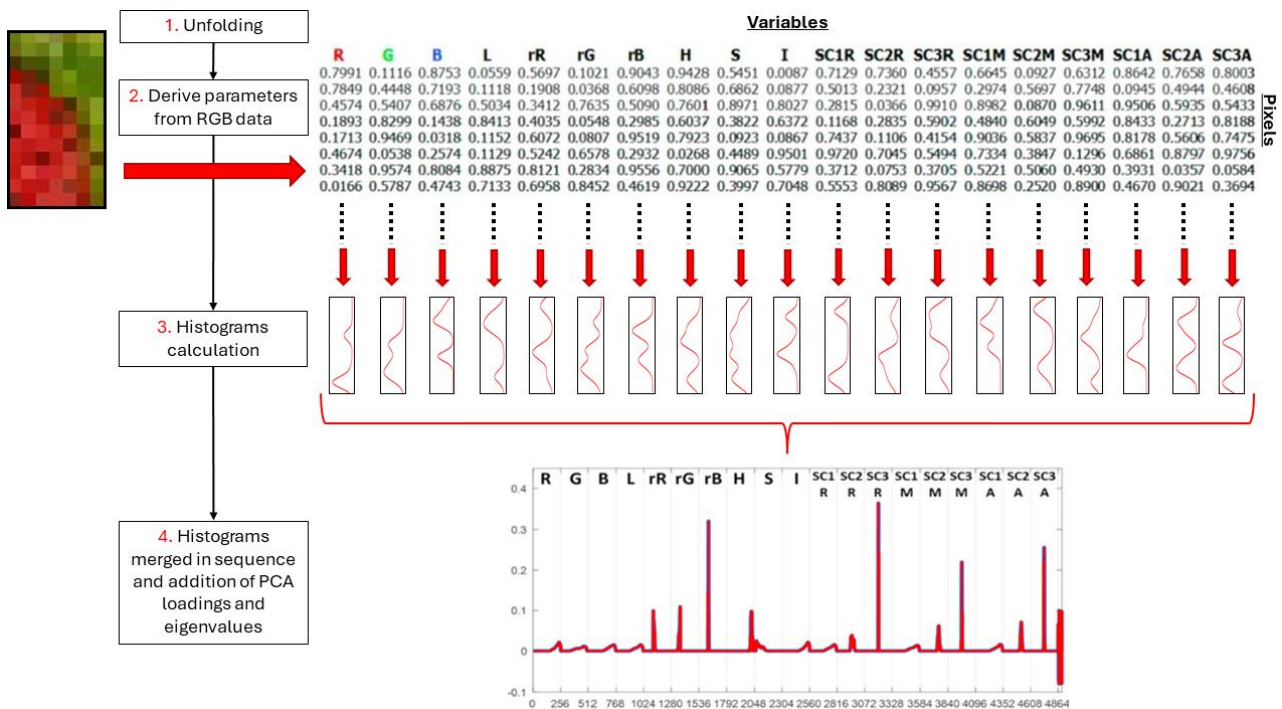 1. Unfolding
2. Derive parameters
from RGB data
3. Histograms
calculation
4. Histograms
merged in sequence
and addition of PCA
loadings and
eigenvalues
Variables
R G B L rR rG rB H S I SC1R SC2R SC3R SC1M SC2M SC3M SC1A SC2A SC3A
0.7991 0.1116 0.8753 0.0559 0.5697 0.1021 0.9043 0.9428 0.5451 0.0087 0.7129 0.7360 0.4557 0.6645 0.0927 0.6312 0.8642 0.7658 0.8003
0.7849 0.4448 0.7193 0.1118 0.1908 0.0368 0.6098 0.8086 0.6862 0.0877 0.5013 0.2321 0.0957 0.2974 0.5697 0.7748 0.0945 0.4944 0.4608
0.4574 0.5407 0.6876 0.5034 0.3412 0.7635 0.5090 0.7601 0.8971 0.8027 0.2815 0.0366 0.9910 0.8982 0.0870 0.9611 0.9506 0.5935 0.5433
0.1893 0.8299 0.1438 0.8413 0.4035 0.0548 0.2985 0.6037 0.3822 0.6372 0.1168 0.2835 0.5902 0.4840 0.6049 0.5992 0.8433 0.2713 0.8188
0.1713 0.9469 0.0318 0.1152 0.6072 0.0807 0.9519 0.7923 0.0923 0.0867 0.7437 0.1106 0.4154 0.9036 0.5837 0.9695 0.8178 0.5606 0.7475
0.4674 0.0538 0.2574 0.1129 0.5242 0.6578 0.2932 0.0268 0.4489 0.9501 0.9720 0.7045 0.5494 0.7334 0.3847 0.1296 0.6861 0.8797 0.9756
0.3418 0.9574 0.8084 0.8875 0.8121 0.2834 0.9556 0.7000 0.9065 0.5779 0.3712 0.0753 0.3705 0.5221 0.5060 0.4930 0.3931 0.0357 0.0584
0.0166 0.5787 0.4743 0.7133 0.6958 0.8452 0.4619 0.9222 0.3997 0.7048 0.5553 0.8089 0.9567 0.8698 0.2520 0.8900 0.4670 0.9021 0.3694
Pixels
R G B L rR rG rB H S I SC1 SC2 SC3 SC1 SC2 SC3 SC1 SC2 SC3
R R R M M M A A A
0.4
0.3
0.2
0.1
0
-0.1
0 256 512 768 1024 1280 1536 1792 2048 2304 2560 2816 3072 3328 3584 3840 4096 4352 4608 4864